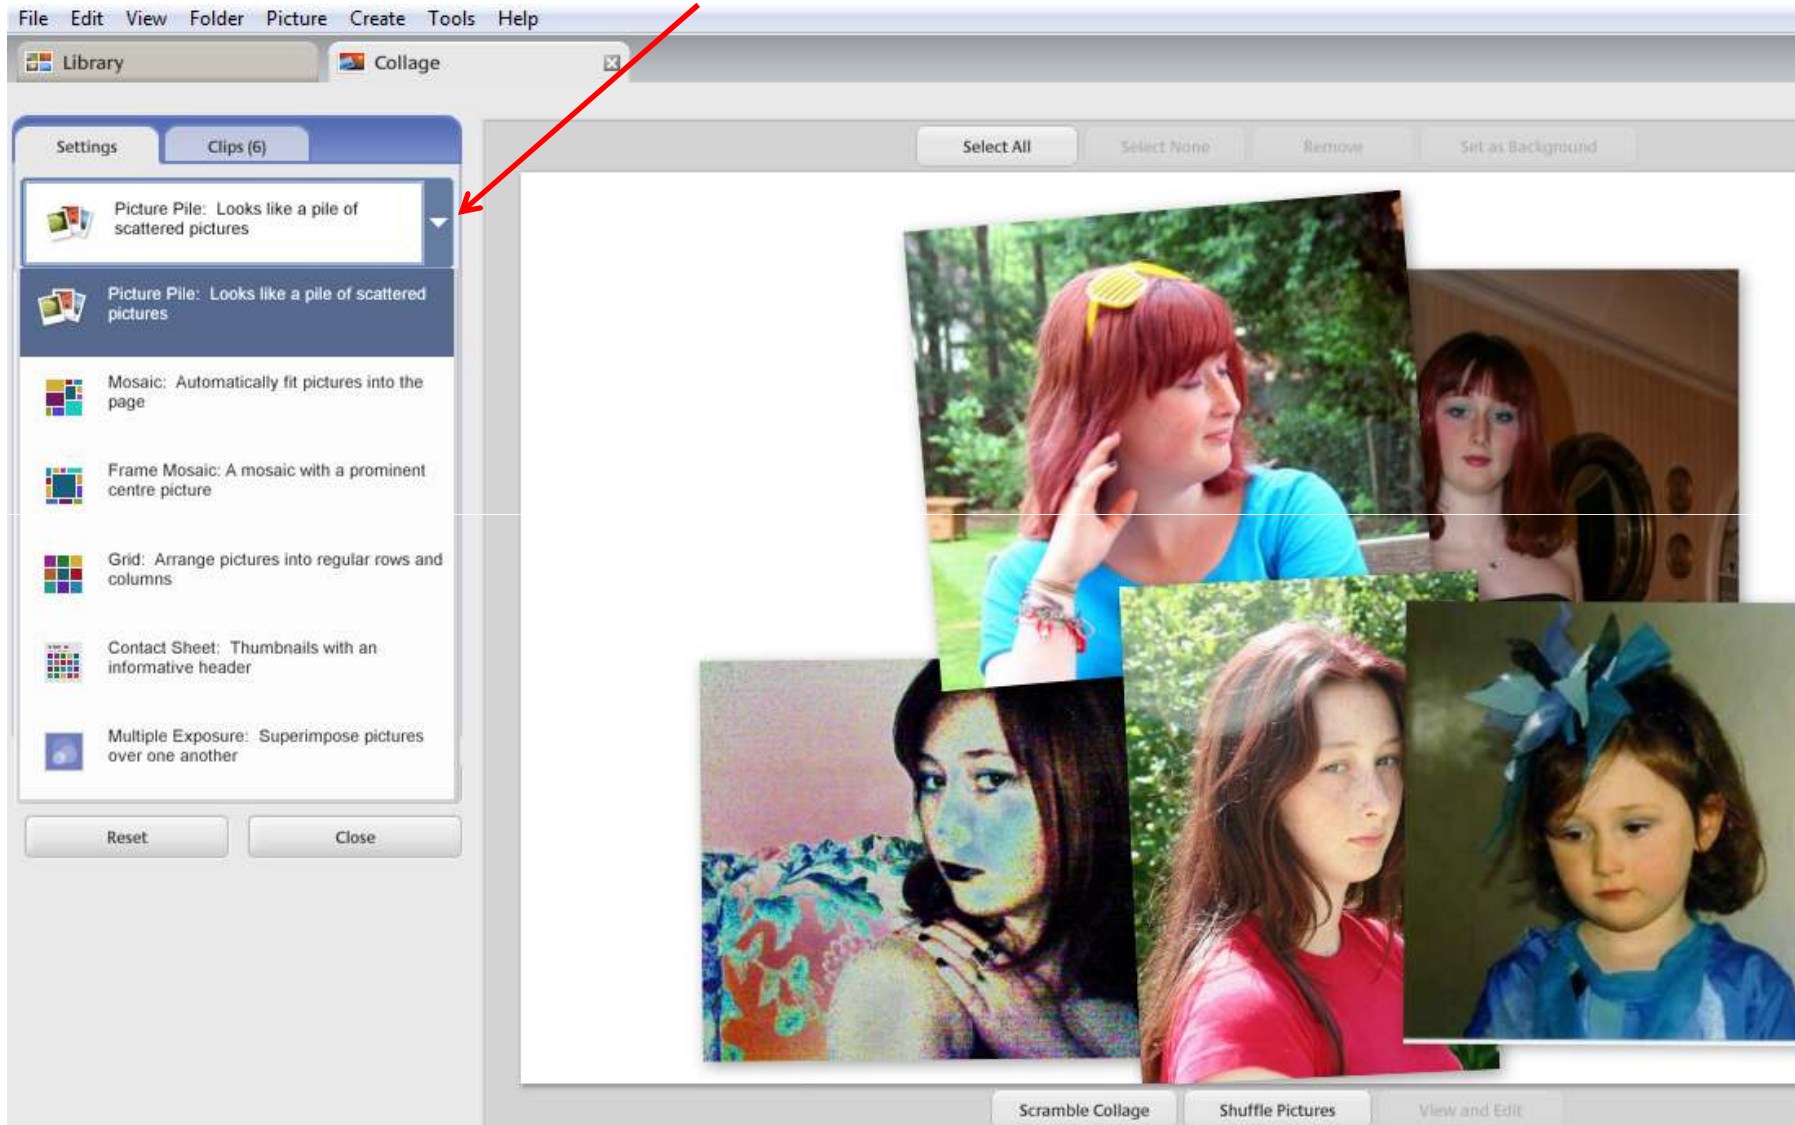 File Edit View Folder Picture Create Tools Help
Library
Collage
Settings
Clips (6)
Select All
Select None
Remove
Set as Background
Picture Pile: Looks like a pile of
scattered pictures
Picture Pile: Looks like a pile of scattered
pictures
Mosaic: Automatically fit pictures into the
page
Frame Mosaic: A mosaic with a prominent
centre picture
Grid: Arrange pictures into regular rows and
columns
Contact Sheet: Thumbnails with an
informative header
Multiple Exposure: Superimpose pictures
over one another
Reset
Close
Scramble Collage
Shuffle Pictures
View and Edit